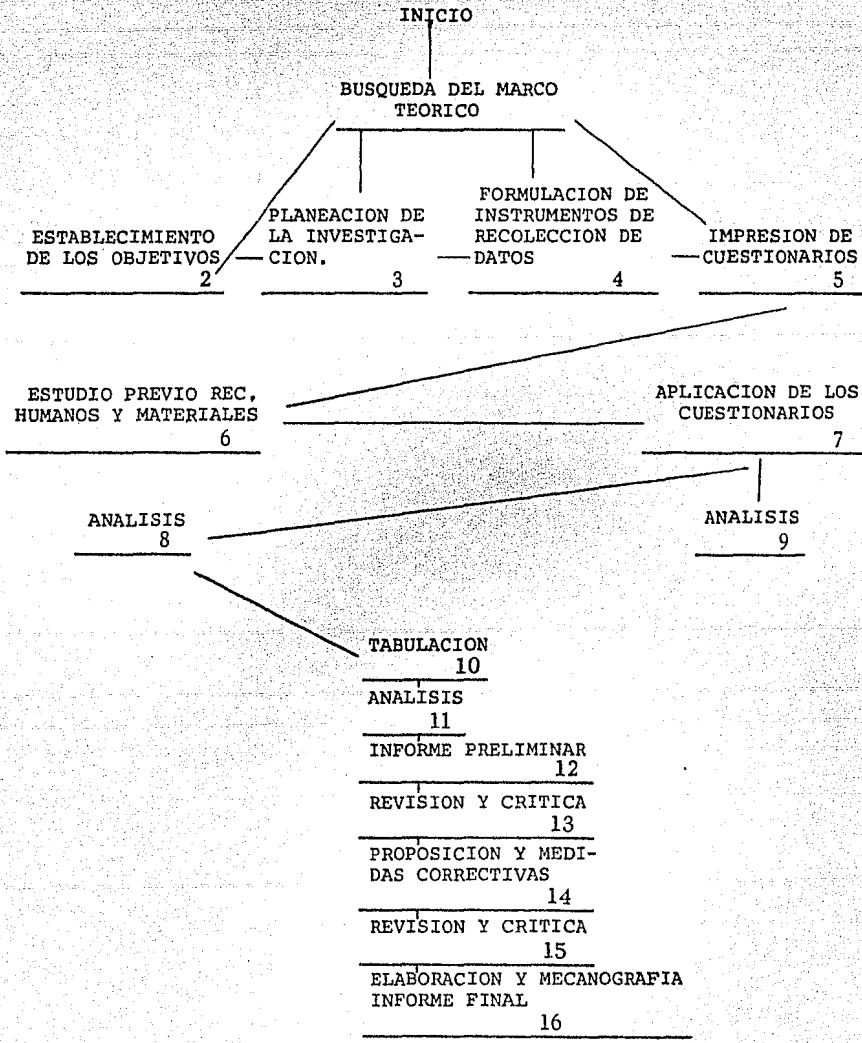 INICIO
BUSQUEDA DEL MARCO
TEORICO
ESTABLECIMIENTO
DE LOS OBJETIVOS
2
PLANEACION DE
LA INVESTIGA-
CION.
3
FORMULACION DE
INSTRUMENTOS DE
RECOLECCION DE
DATOS
4
IMPRESION DE
CUESTIONARIOS
5
ESTUDIO PREVIO REC,
HUMANOS Y MATERIALES
6
APLICACION DE LOS
CUESTIONARIOS
7
ANALISIS
8
ANALISIS
9
TABULACION
10
ANALISIS
11
INFORME PRELIMINAR
12
REVISION Y CRITICA
13
PROPOSICION Y MEDI-
DAS CORRECTIVAS
14
REVISION Y CRITICA
15
ELABORACION Y MECANOGRAFIA
INFORME FINAL
16